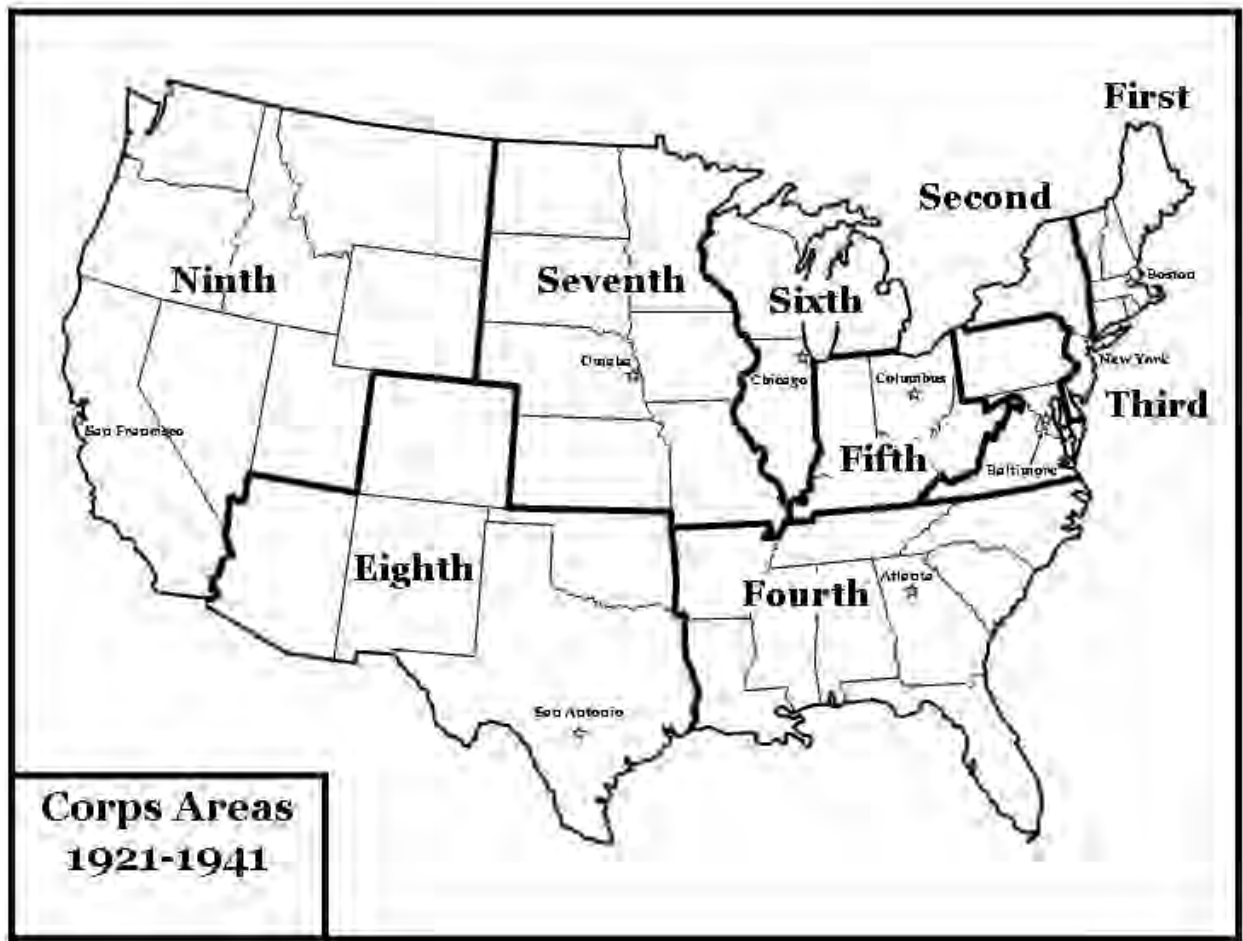 First
Second
Ninth
Seventh
Sixth
Boston
Omaha
Chicago
Columbus
New York
Third
San Francisco
Fifth
Baltimore
Eighth
Fourth
Atlanta
San Antonio
Corps Areas
1921-1941